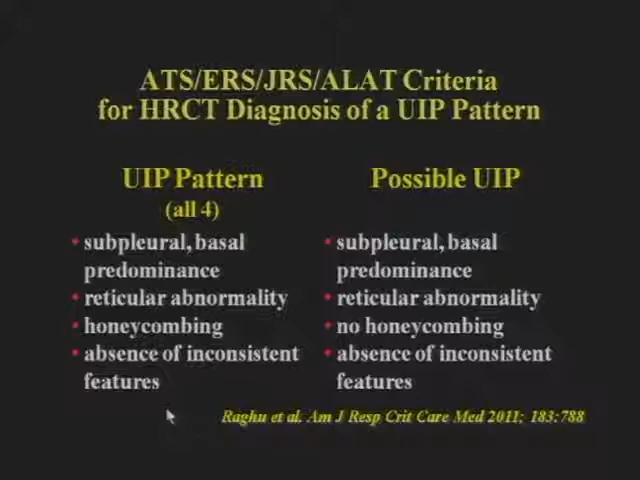 ATS/ERS/JRS/ALAT Criteria
for HRCT Diagnosis of a UIP Pattern
UIP Pattern
(all 4)
• subpleural, basal
predominance
• reticular abnormality
• honeycombing
• absence of inconsistent
features
Possible UIP
• subpleural, basal
predominance
• reticular abnormality
• no honeycombing
• absence of inconsistent
features
Raghu et al. Am J Resp Crit Care Med 2011; 183:788